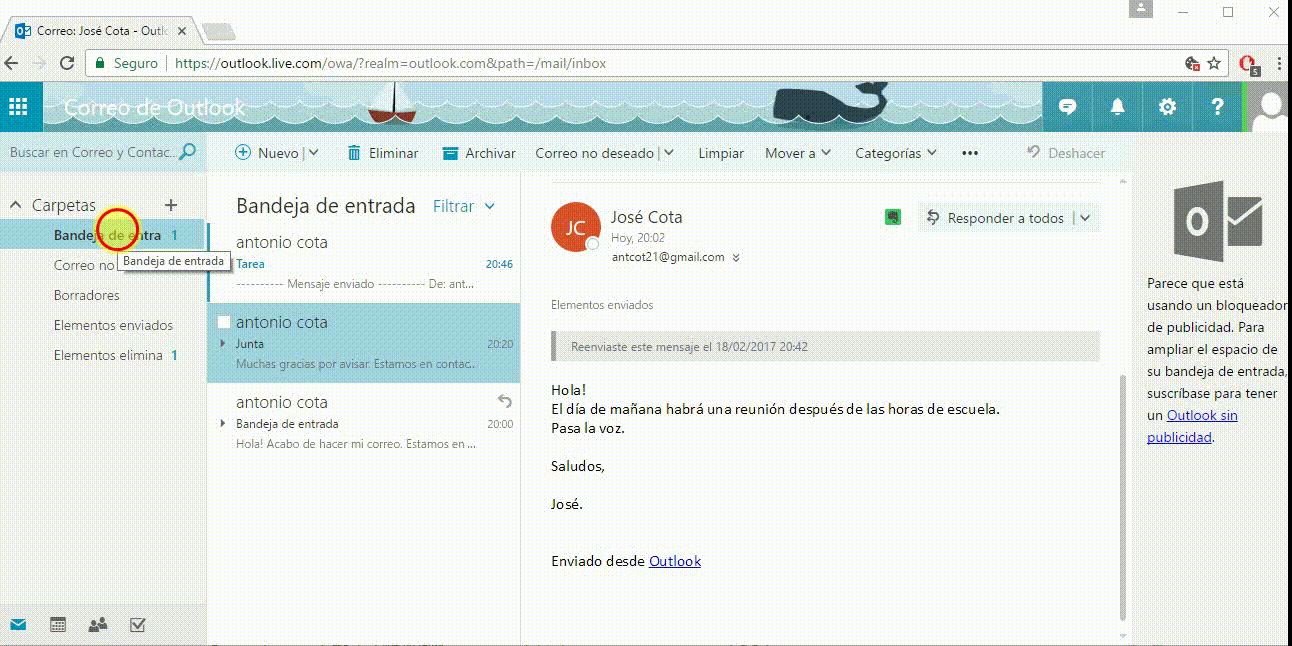 Correo: José Cota - Outl
Seguro https://outlook.live.com/owa/?realm=outlook.com&path=/mail/inbox
5
Correo de Outlook
?
Buscar en Correo y Contac..
Nuevo Eliminar Archivar Correo no deseado Limpiar Mover a Categorías ••• Deshacer
Carpetas +
Bandeja de entra 1
Bandeja de entrada
Correo no
Borradores
Elementos enviados
Elementos elimina 1
Bandeja de entrada Filtrar
antonio cota
Tarea 20:46
---------- Mensaje enviado ---------- De: ant...
antonio cota
Junta 20:20
Muchas gracias por avisar. Estamos en contac...
antonio cota
Bandeja de entrada 20:00
Hola! Acabo de hacer mi correo. Estamos en ...
JC
José Cota
Hoy, 20:02
antcot21@gmail.com
Responder a todos
Elementos enviados
Reenviaste este mensaje el 18/02/2017 20:42
Hola!
El día de mañana habrá una reunión después de las horas de escuela.
Pasa la voz.
Saludos,
José.
Enviado desde Outlook
Parece que está
usando un bloqueador
de publicidad. Para
ampliar el espacio de
su bandeja de entrada,
suscríbase para tener
un Outlook sin
publicidad.